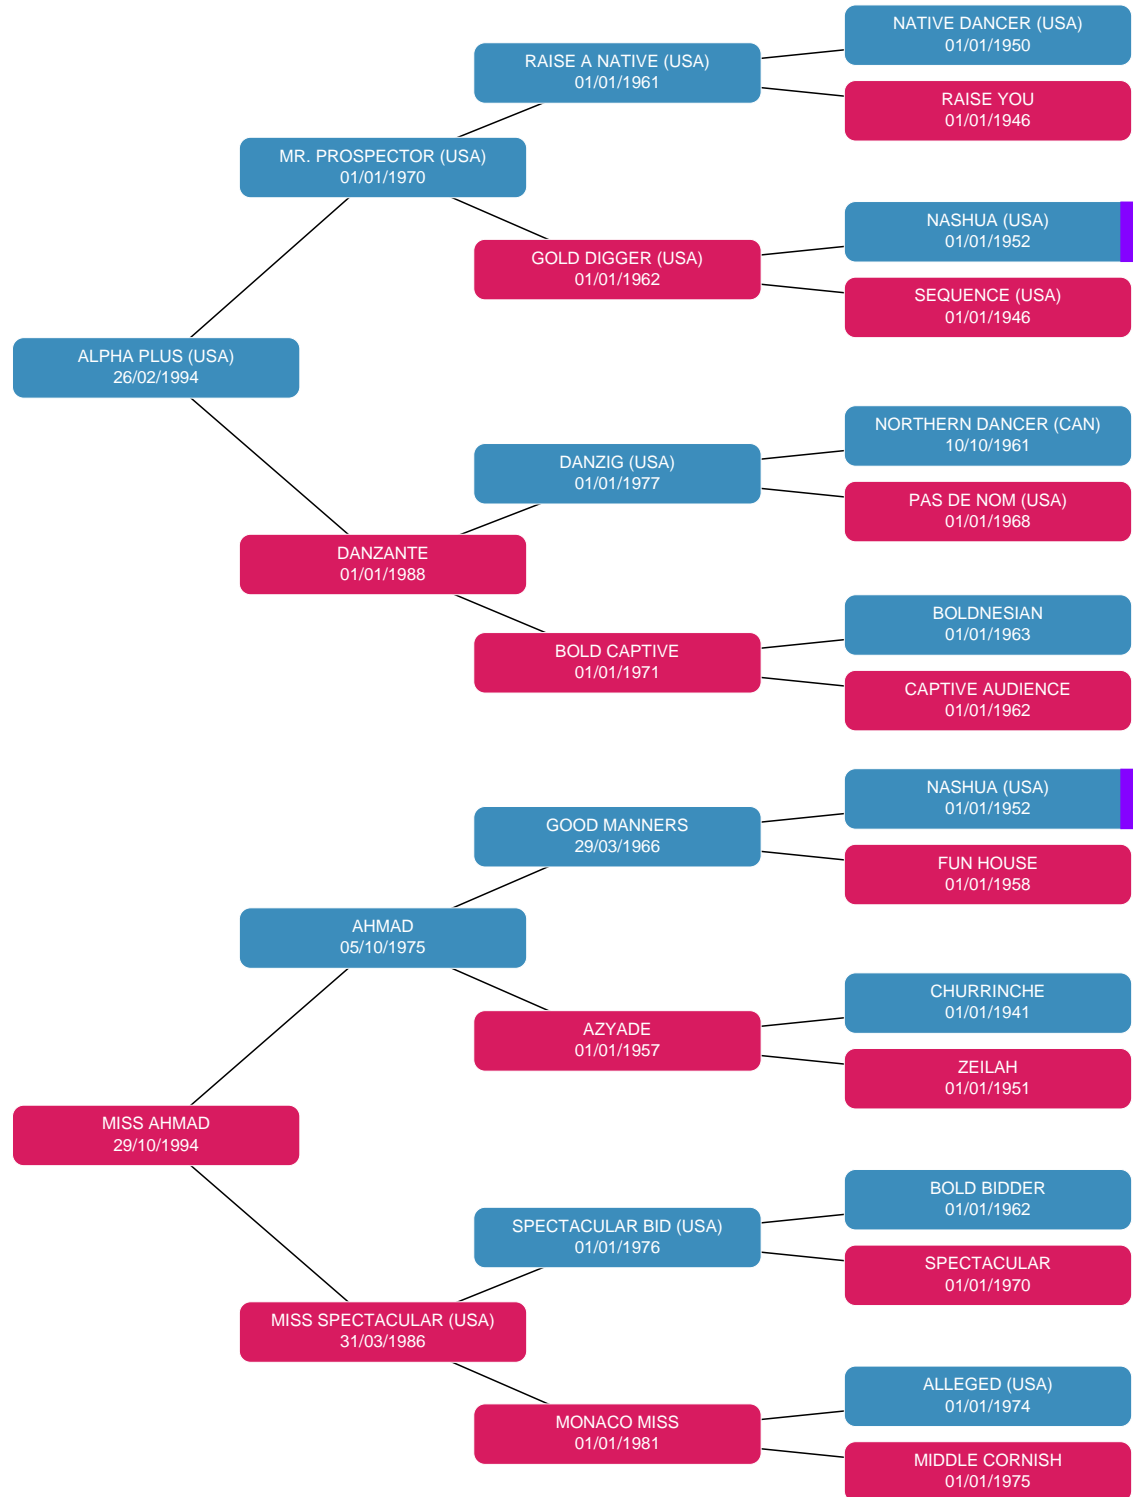 NATIVE DANCER (USA)
01/01/1950
RAISE A NATIVE (USA)
01/01/1961
RAISE YOU
01/01/1946
MR. PROSPECTOR (USA)
01/01/1970
NASHUA (USA)
01/01/1952
GOLD DIGGER (USA)
01/01/1962
SEQUENCE (USA)
01/01/1946
ALPHA PLUS (USA)
26/02/1994
NORTHERN DANCER (CAN)
10/10/1961
DANZIG (USA)
01/01/1977
PAS DE NOM (USA)
01/01/1968
DANZANTE
01/01/1988
BOLDNESIAN
01/01/1963
BOLD CAPTIVE
01/01/1971
CAPTIVE AUDIENCE
01/01/1962
NASHUA (USA)
01/01/1952
GOOD MANNERS
29/03/1966
FUN HOUSE
01/01/1958
AHMAD
05/10/1975
CHURRINCHE
01/01/1941
AZYADE
01/01/1957
ZEILAH
01/01/1951
MISS AHMAD
29/10/1994
BOLD BIDDER
01/01/1962
SPECTACULAR BID (USA)
01/01/1976
SPECTACULAR
01/01/1970
MISS SPECTACULAR (USA)
31/03/1986
ALLEGED (USA)
01/01/1974
MONACO MISS
01/01/1981
MIDDLE CORNISH
01/01/1975